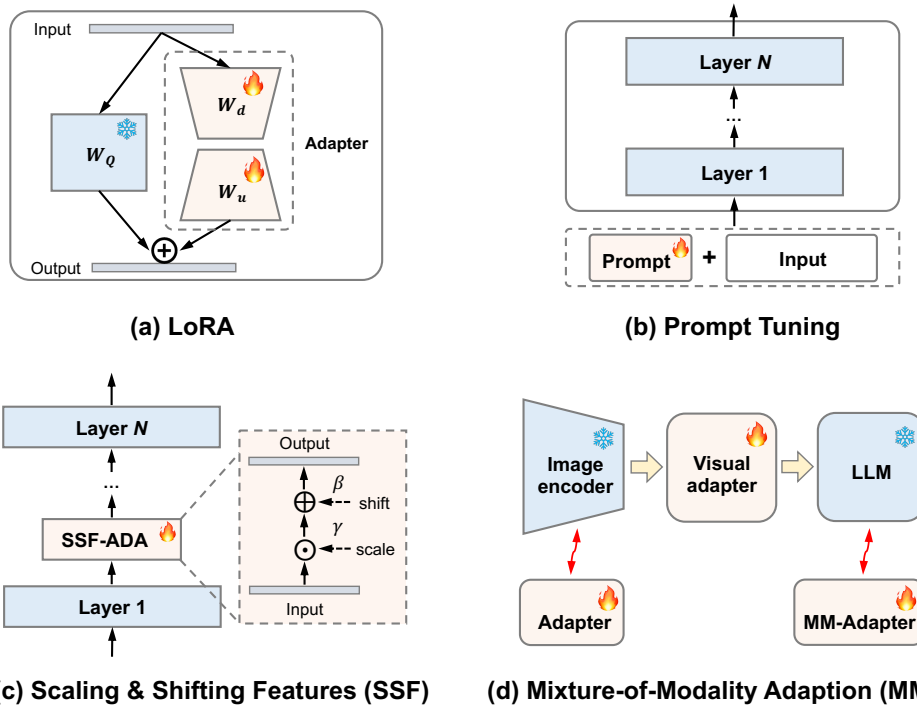 Input
W_d
W_Q
Adapter
W_u
+
Output
(a) LoRA
Layer N
...
Layer 1
Prompt + Input
(b) Prompt Tuning
Layer N
...
SSF-ADA
Layer 1
Output
β
shift
γ
scale
Input
(c) Scaling & Shifting Features (SSF)
Image
encoder
Visual
adapter
LLM
Adapter
MM-Adapter
(d) Mixture-of-Modality Adaption (MM